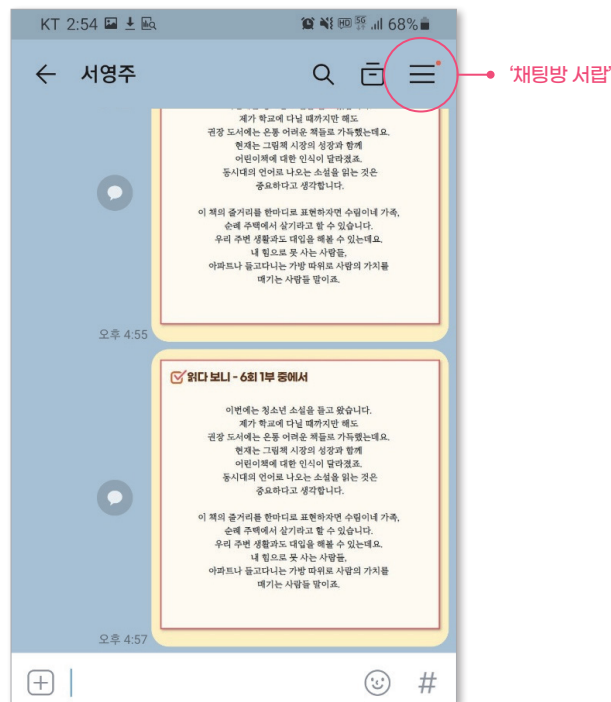 KT 2:54 HD 5G 68%
서영주
'채팅방 서랍'
제가 학교에 다닐 때까지만 해도
권장 도서에는 온통 어려운 책들로 가득했는데요.
현재는 그림책 시장의 성장과 함께
어린이책에 대한 인식이 달라졌죠.
동시대의 언어로 나오는 소설을 읽는 것은
중요하다고 생각합니다.
이 책의 줄거리를 한마디로 표현하자면 수림이네 가족,
순례 주택에서 살기라고 할 수 있습니다.
우리 주변 생활과도 대입을 해볼 수 있는데요.
내 힘으로 못 사는 사람들,
아파트나 들고다니는 가방 따위로 사람의 가치를
매기는 사람들 말이죠.
오후 4:55
읽다 보니 - 6회 1부 중에서
이번에는 청소년 소설을 들고 왔습니다.
제가 학교에 다닐 때까지만 해도
권장 도서에는 온통 어려운 책들로 가득했는데요.
현재는 그림책 시장의 성장과 함께
어린이책에 대한 인식이 달라졌죠.
동시대의 언어로 나오는 소설을 읽는 것은
중요하다고 생각합니다.
이 책의 줄거리를 한마디로 표현하자면 수림이네 가족,
순례 주택에서 살기라고 할 수 있습니다.
우리 주변 생활과도 대입을 해볼 수 있는데요.
내 힘으로 못 사는 사람들,
아파트나 들고다니는 가방 따위로 사람의 가치를
매기는 사람들 말이죠.
오후 4:57
#